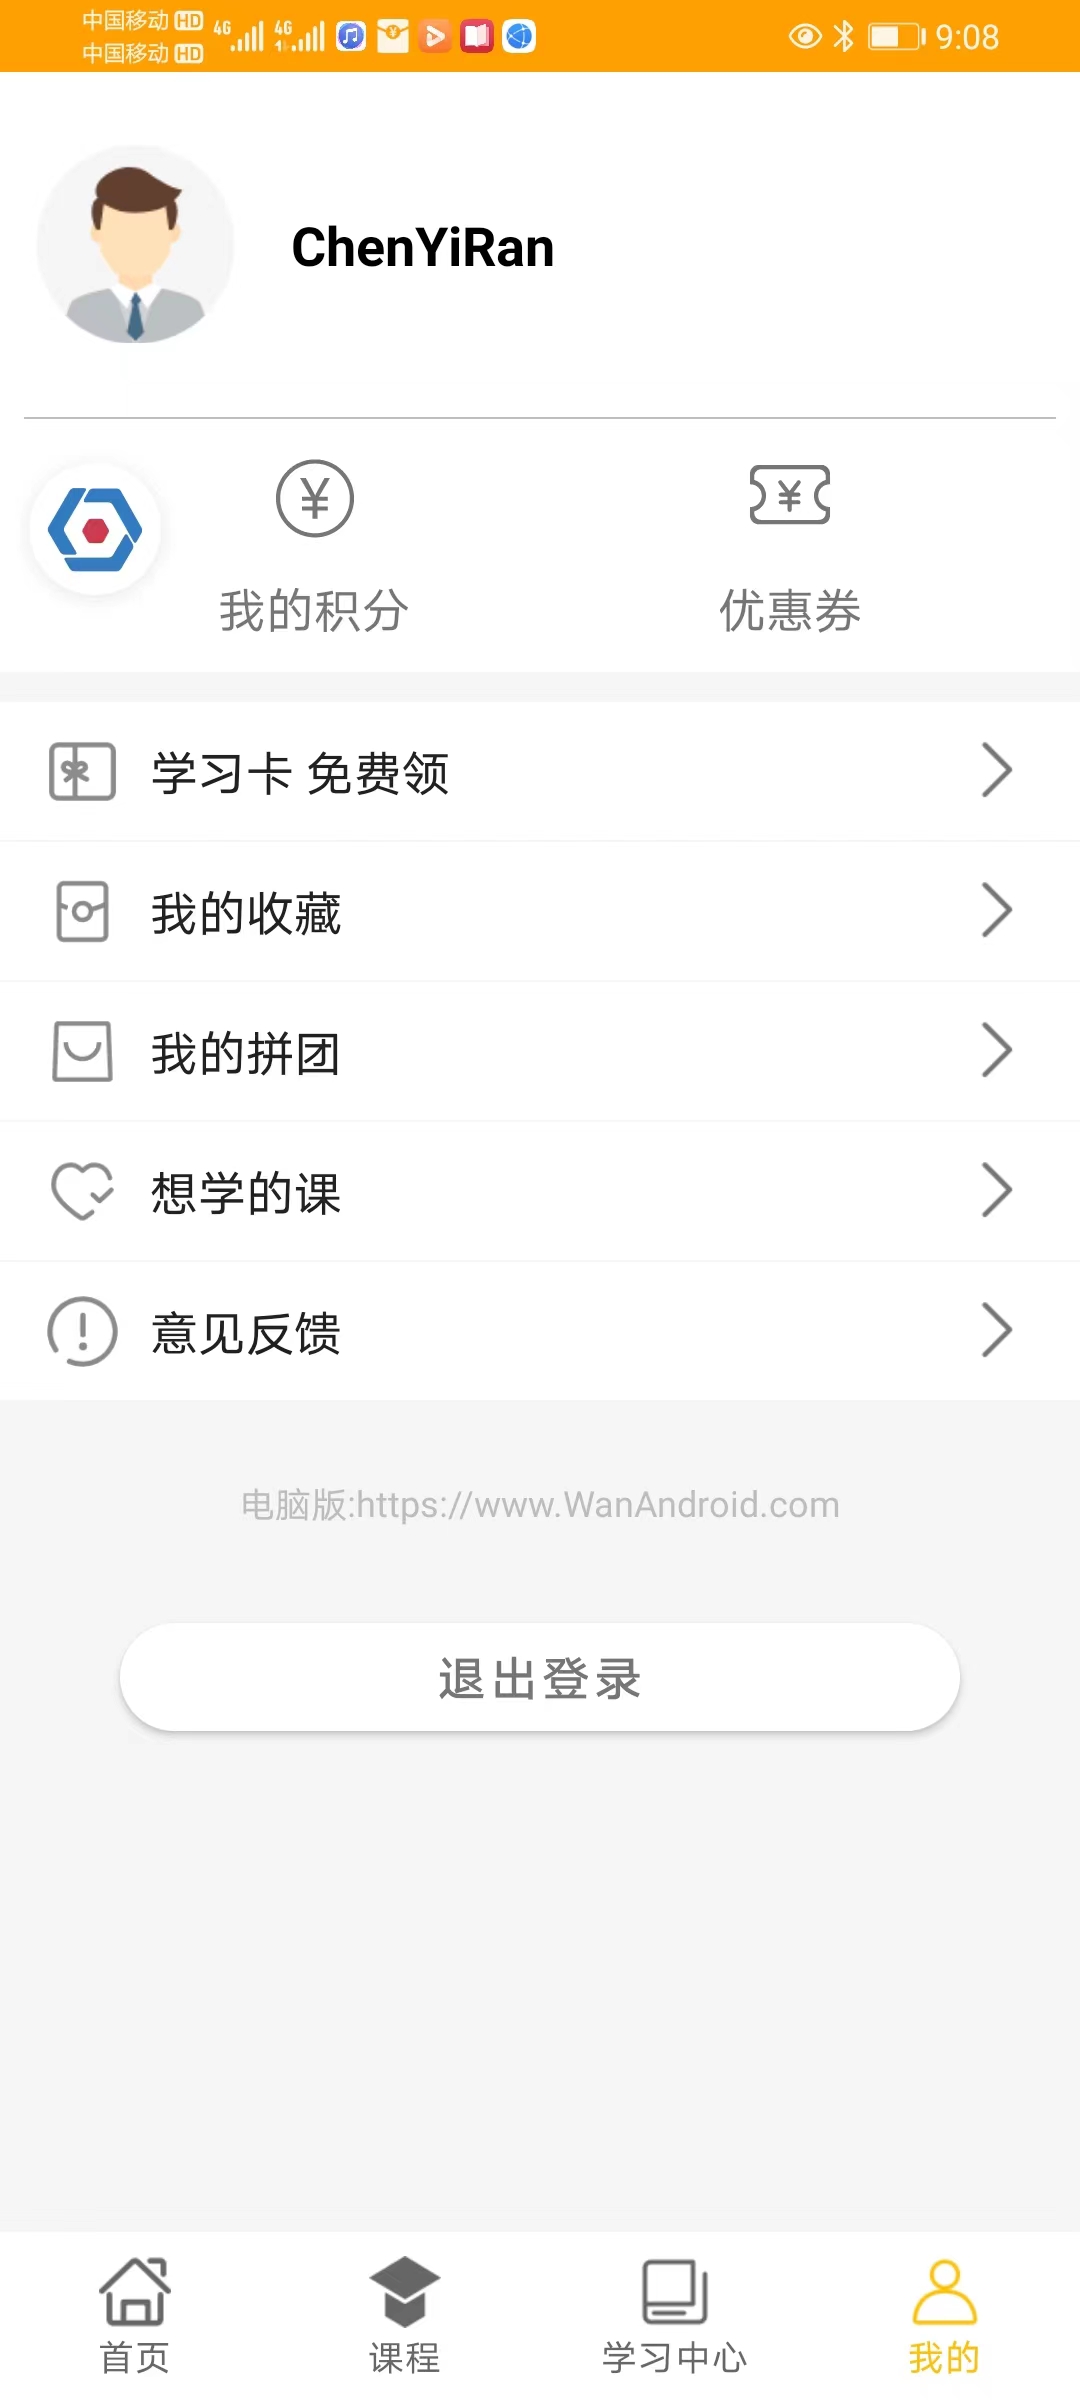 中国移动 HD 4G 4G 9:08
中国移动 HD
ChenYiRan
我的积分 优惠券
学习卡 免费领
我的收藏
我的拼团
想学的课
意见反馈
电脑版:https://www.WanAndroid.com
退出登录
首页 课程 学习中心 我的